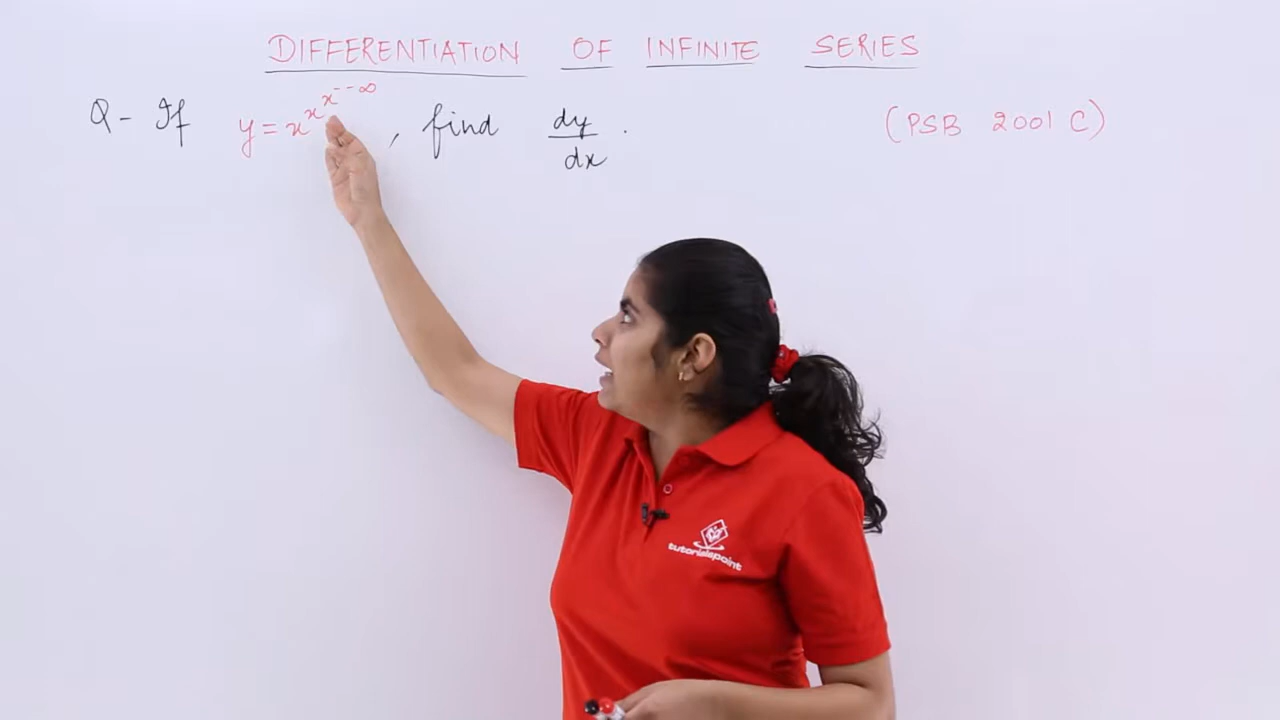 DIFFERENTIATION OF INFINITE SERIES
Q - If y = x^x^x^--∞ , find dy/dx . (PSB 2001 C)
tutorialspoint